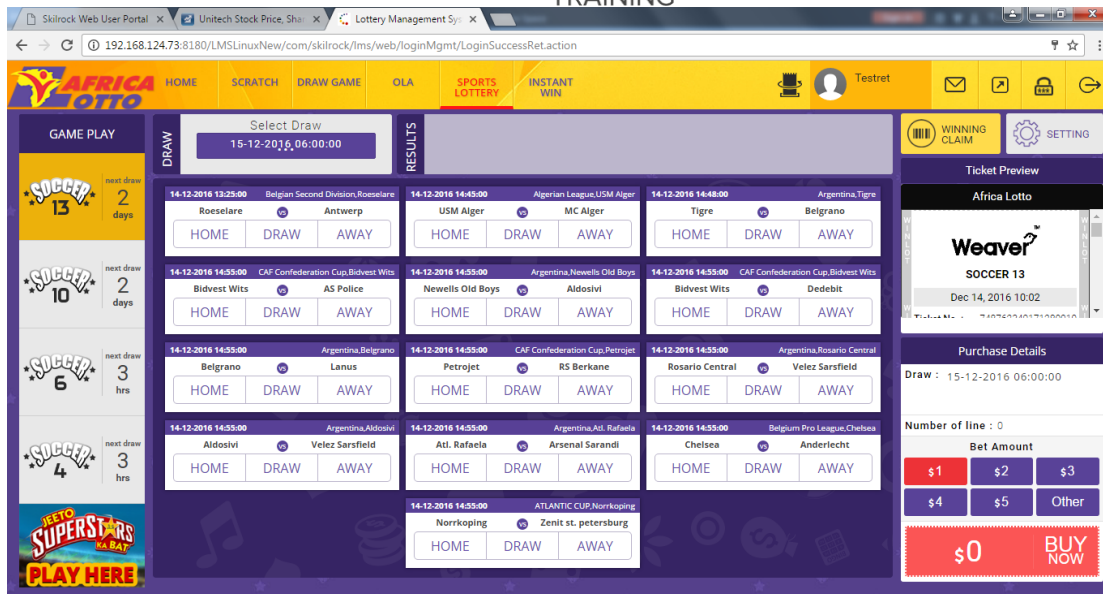 TRAINING
Skilrock Web User Portal
Unitech Stock Price, Shar
Lottery Management Sys
192.168.124.73:8180/LMSLinuxNew/com/skilrock/lms/web/loginMgmt/LoginSuccessRet.action
AFRICA
OTTO
HOME
SCRATCH
DRAW GAME
OLA
SPORTS
LOTTERY
INSTANT
WIN
Testret
GAME PLAY
DRAW
Select Draw
15-12-2016 06:00:00
RESULTS
WINNING
CLAIM
SETTING
SOCCER
13
next draw
2
days
SOCCER
10
next draw
2
days
SOCCER
6
next draw
3
hrs
SOCCER
4
next draw
3
hrs
JEETO
SUPERSTARS
KA BAT
PLAY HERE
14-12-2016 13:25:00 Belgian Second Division,Roeselare
Roeselare vs Antwerp
HOME DRAW AWAY
14-12-2016 14:45:00 Algerian League,USM Alger
USM Alger vs MC Alger
HOME DRAW AWAY
14-12-2016 14:48:00 Argentina,Tigre
Tigre vs Belgrano
HOME DRAW AWAY
14-12-2016 14:55:00 CAF Confederation Cup,Bidvest Wits
Bidvest Wits vs AS Police
HOME DRAW AWAY
14-12-2016 14:55:00 Argentina,Newells Old Boys
Newells Old Boys vs Aldosivi
HOME DRAW AWAY
14-12-2016 14:55:00 CAF Confederation Cup,Bidvest Wits
Bidvest Wits vs Dedebit
HOME DRAW AWAY
14-12-2016 14:55:00 Argentina,Belgrano
Belgrano vs Lanus
HOME DRAW AWAY
14-12-2016 14:55:00 CAF Confederation Cup,Petrojet
Petrojet vs RS Berkane
HOME DRAW AWAY
14-12-2016 14:55:00 Argentina,Rosario Central
Rosario Central vs Velez Sarsfield
HOME DRAW AWAY
14-12-2016 14:55:00 Argentina,Aldosivi
Aldosivi vs Velez Sarsfield
HOME DRAW AWAY
14-12-2016 14:55:00 Argentina,Atl. Rafaela
Atl. Rafaela vs Arsenal Sarandi
HOME DRAW AWAY
14-12-2016 14:55:00 Belgium Pro League,Chelsea
Chelsea vs Anderlecht
HOME DRAW AWAY
14-12-2016 14:55:00 ATLANTIC CUP,Norrkoping
Norrkoping vs Zenit st. petersburg
HOME DRAW AWAY
Ticket Preview
Africa Lotto
WINLOT
Weaver
WINLOT
SOCCER 13
Dec 14, 2016 10:02
Purchase Details
Draw : 15-12-2016 06:00:00
Number of line : 0
Bet Amount
$1 $2 $3
$4 $5 Other
$0 BUY
NOW